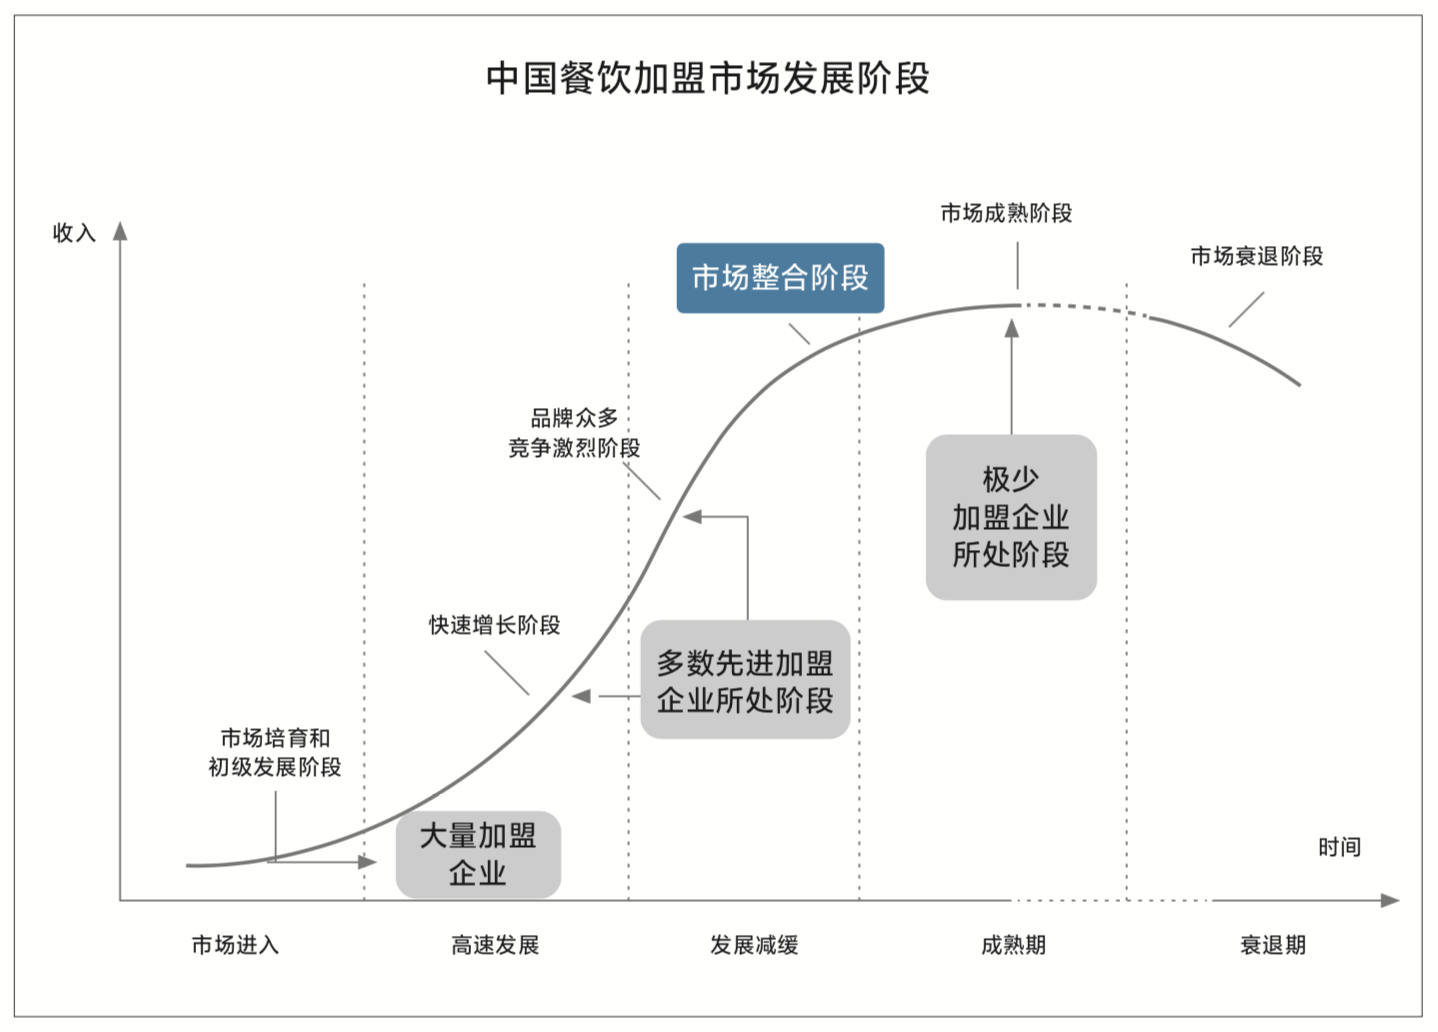 中国餐饮加盟市场发展阶段
收入
市场成熟阶段
市场衰退阶段
市场整合阶段
品牌众多
竞争激烈阶段
极少
加盟企业
所处阶段
快速增长阶段
多数先进加盟
企业所处阶段
市场培育和
初级发展阶段
大量加盟
企业
时间
市场进入
高速发展
发展减缓
成熟期
衰退期